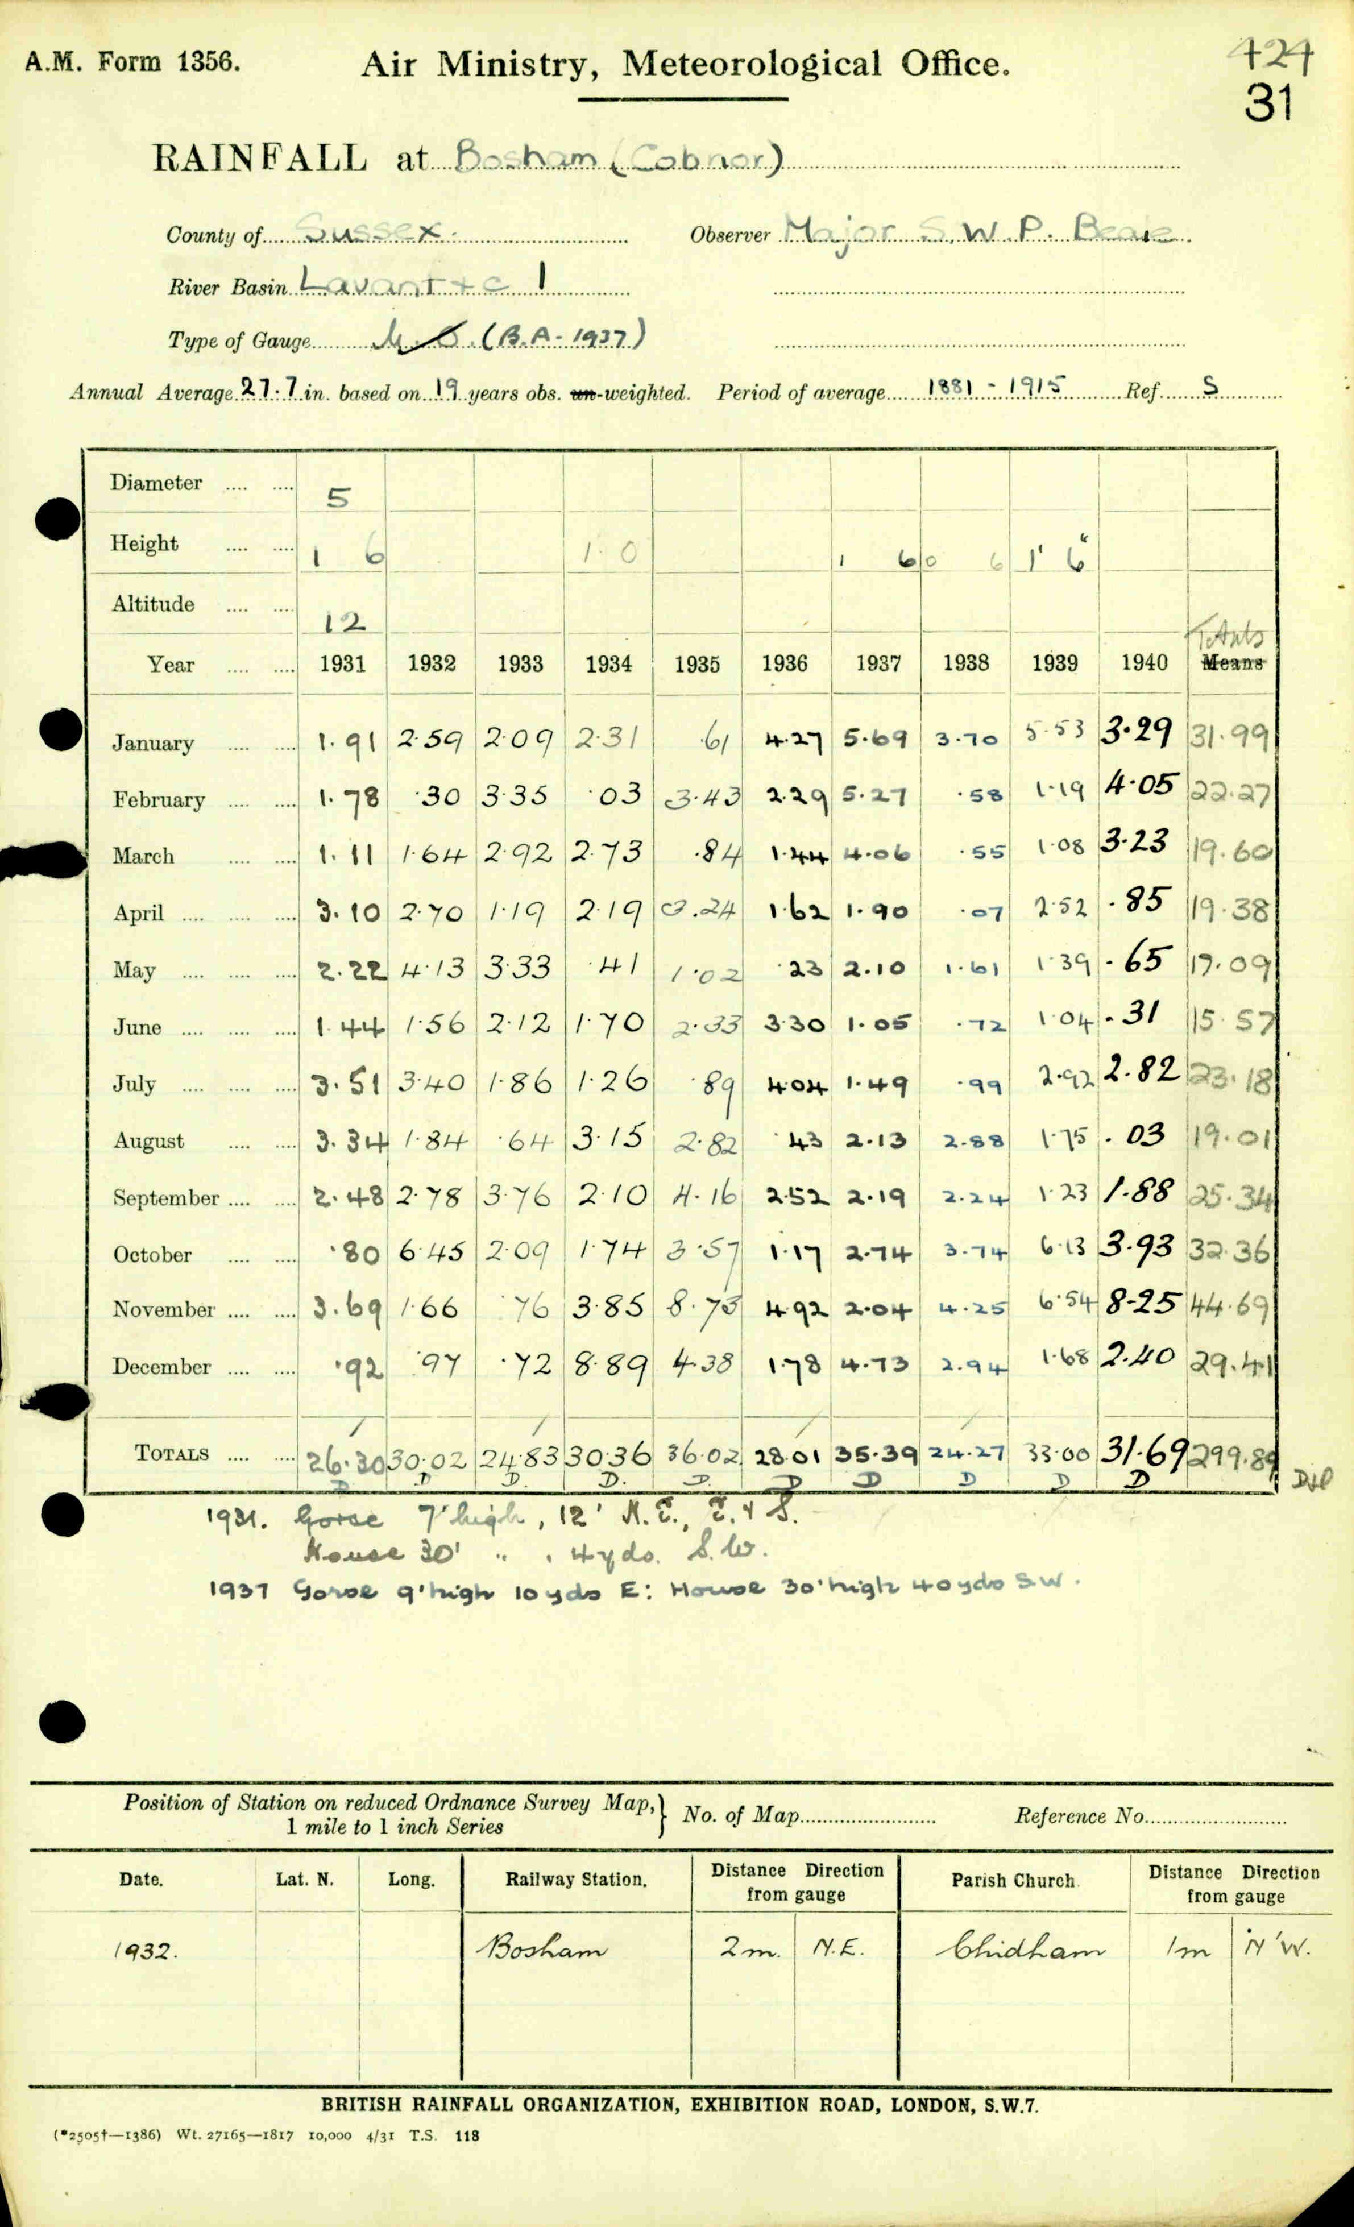 A.M. Form 1356.
Air Ministry, Meteorological Office.
424
31
RAINFALL at Bosham (Cobnor)
County of Sussex. Observer Major S. W. P. Beale
River Basin Lavant +c 1
Type of Gauge M.O. (B.A - 1937)
Annual Average 27.7 in. based on 19 years obs. un-weighted. Period of average 1881 - 1915 Ref. S
Diameter 5
Height 1 6 1.0 1 6 0 6 1' 6"
Altitude 12
Totals
Year 1931 1932 1933 1934 1935 1936 1937 1938 1939 1940 Means
January 1.91 2.59 2.09 2.31 .61 4.27 5.69 3.70 5.53 3.29 31.99
February 1.78 .30 3.35 .03 3.43 2.29 5.27 .58 1.19 4.05 22.27
March 1.11 1.64 2.92 2.73 .84 1.44 4.06 .55 1.08 3.23 19.60
April 3.10 2.70 1.19 2.19 3.24 1.62 1.90 .07 2.52 .85 19.38
May 2.22 4.13 3.33 .41 1.02 .23 2.10 1.61 1.39 .65 17.09
June 1.44 1.56 2.12 1.70 2.33 3.30 1.05 .72 1.04 .31 15.57
July 3.51 3.40 1.86 1.26 .89 4.04 1.49 .99 2.92 2.82 23.18
August 3.34 1.84 .64 3.15 2.82 .43 2.13 2.88 1.75 .03 19.01
September 2.48 2.78 3.76 2.10 4.16 2.52 2.19 2.24 1.23 1.88 25.34
October .80 6.45 2.09 1.74 3.57 1.17 2.74 3.74 6.13 3.93 32.36
November 3.69 1.66 .76 3.85 8.73 4.92 2.04 4.25 6.54 8.25 44.69
December .92 .97 .72 8.89 4.38 1.78 4.73 2.94 1.68 2.40 29.41
TOTALS 26.30 30.02 24.83 30.36 36.02 28.01 35.39 24.27 33.00 31.69 299.89
D D D. D. D. D D D D D
1931. Gorse 7' high, 12' N.E., E. & S.
House 30' " , 4yds. S.W.
1937 Gorse 9' high 10 yds E: House 30' high 40 yds SW.
Position of Station on reduced Ordnance Survey Map,} No. of Map Reference No.
1 mile to 1 inch Series
Date. Lat. N. Long. Railway Station. Distance Direction Parish Church. Distance Direction
from gauge from gauge
1932. Bosham 2m. N.E. Chidham 1m N'W.
BRITISH RAINFALL ORGANIZATION, EXHIBITION ROAD, LONDON, S.W.7.
(*2505†—1386) Wt. 27165—1817 10,000 4/31 T.S. 118